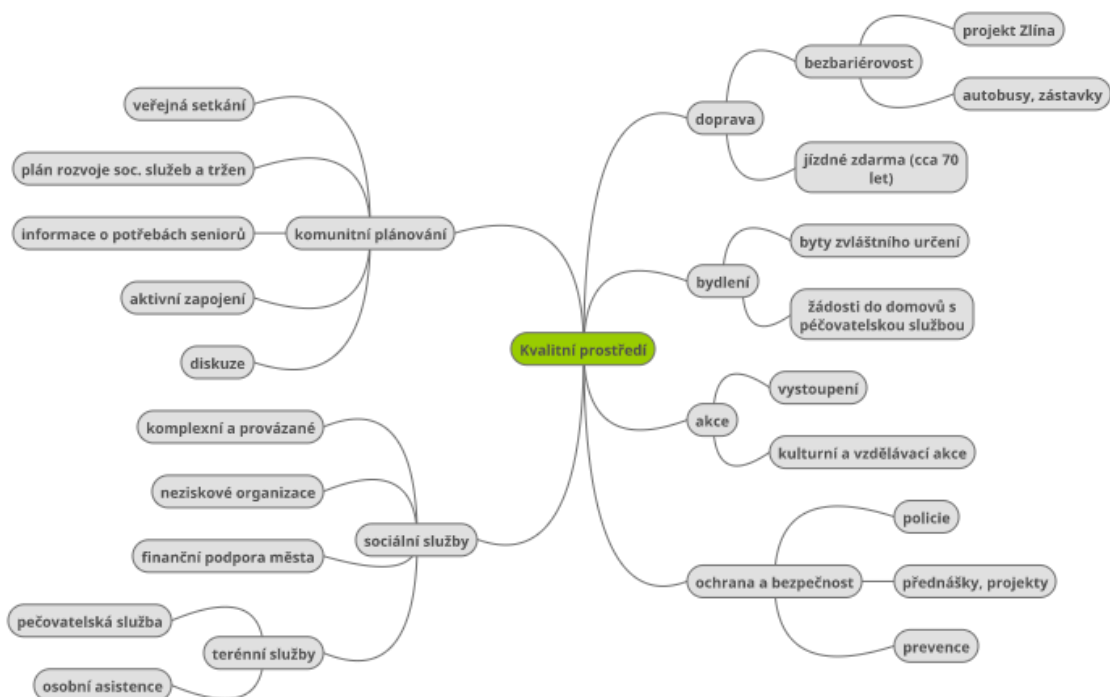 Kvalitní prostředí
komunitní plánování
veřejná setkání
plán rozvoje soc. služeb a tržen
informace o potřebách seniorů
aktivní zapojení
diskuze
sociální služby
komplexní a provázané
neziskové organizace
finanční podpora města
terénní služby
pečovatelská služba
osobní asistence
doprava
bezbariérovost
projekt Zlína
autobusy, zástavky
jízdné zdarma (cca 70
let)
bydlení
byty zvláštního určení
žádosti do domovů s
péčovatelskou službou
akce
vystoupení
kulturní a vzdělávací akce
ochrana a bezpečnost
policie
přednášky, projekty
prevence